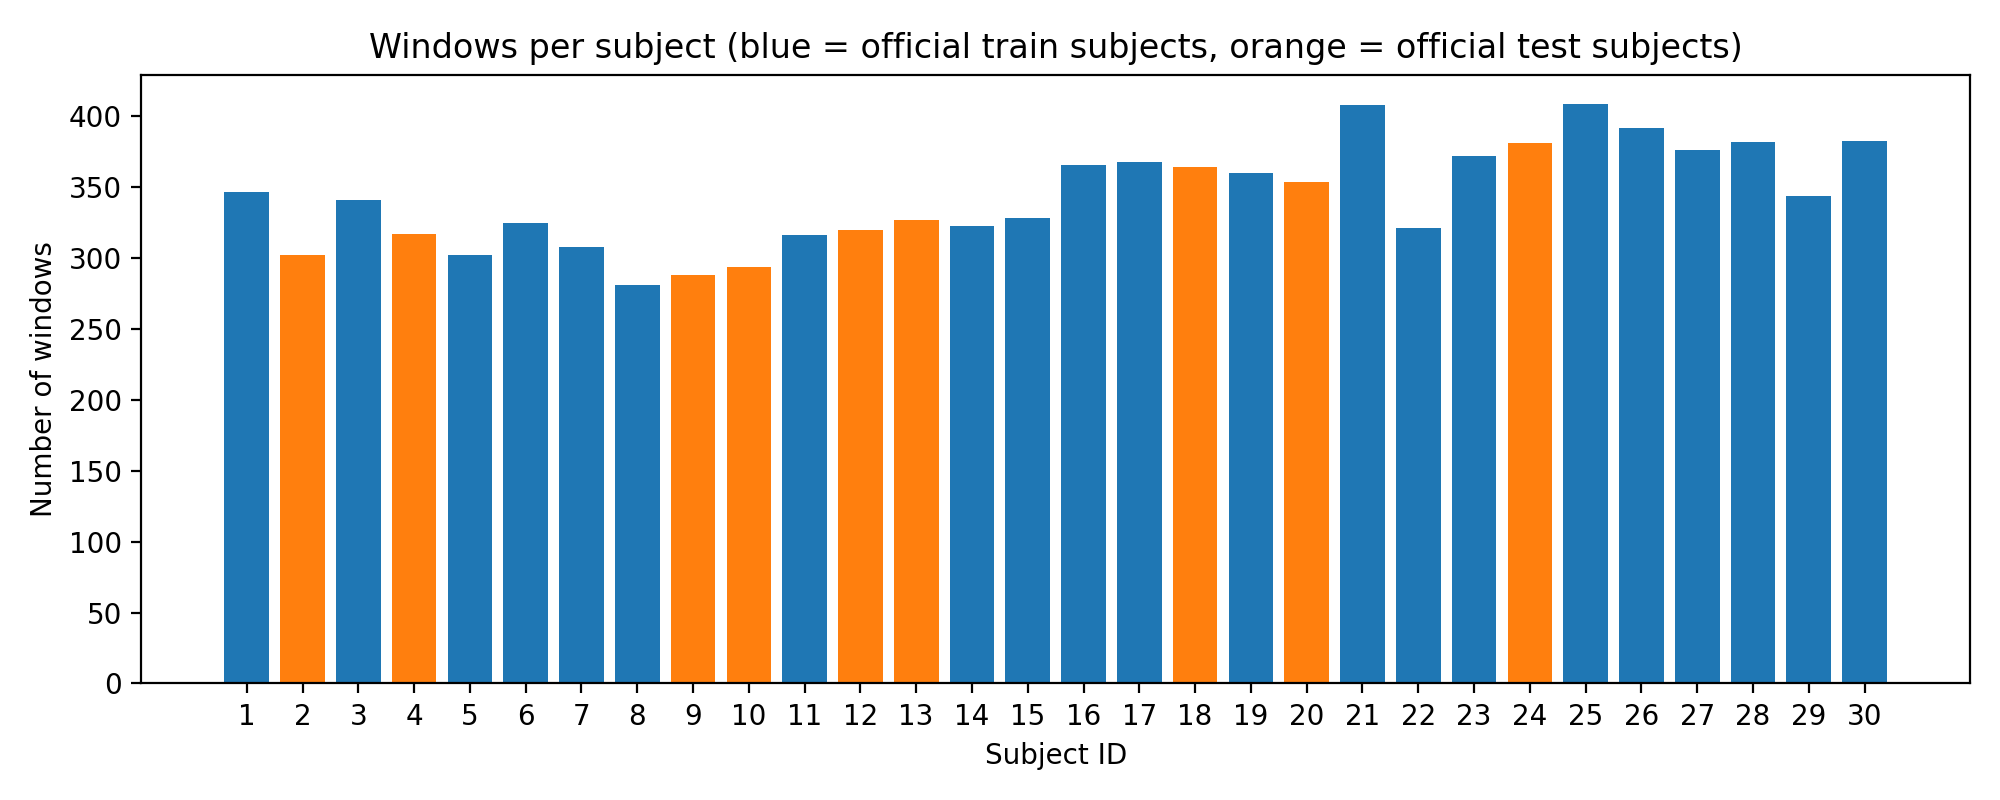 Windows per subject (blue = official train subjects, orange = official test subjects)
Number of windows
400
350
300
250
200
150
100
50
0
1 2 3 4 5 6 7 8 9 10 11 12 13 14 15 16 17 18 19 20 21 22 23 24 25 26 27 28 29 30
Subject ID